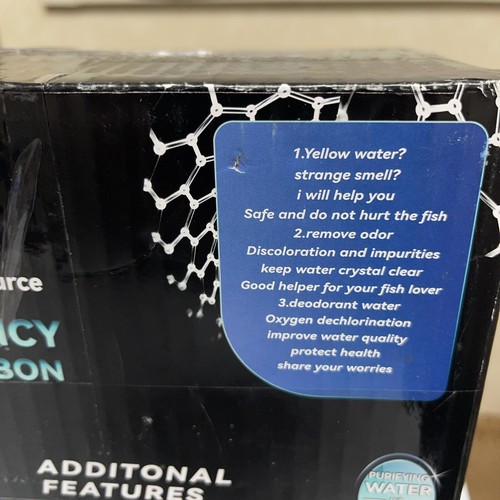 1.Yellow water?
strange smell?
i will help you
Safe and do not hurt the fish
2.remove odor
Discoloration and impurities
keep water crystal clear
Good helper for your fish lover
3.deodorant water
Oxygen dechlorination
improve water quality
protect health
share your worries
ADDITONAL
FEATURES
PURIFYING
WATER